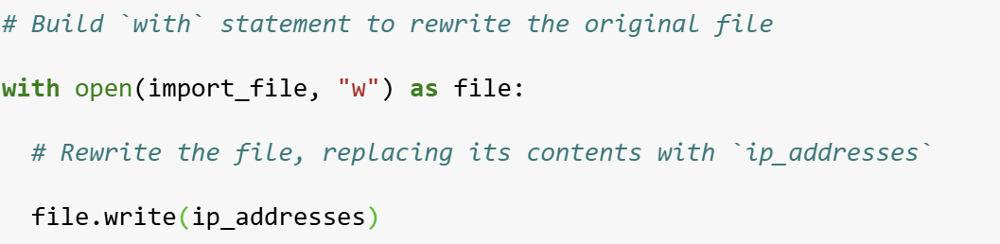 # Build `with` statement to rewrite the original file
with open(import_file, "w") as file:
# Rewrite the file, replacing its contents with `ip_addresses`
file.write(ip_addresses)